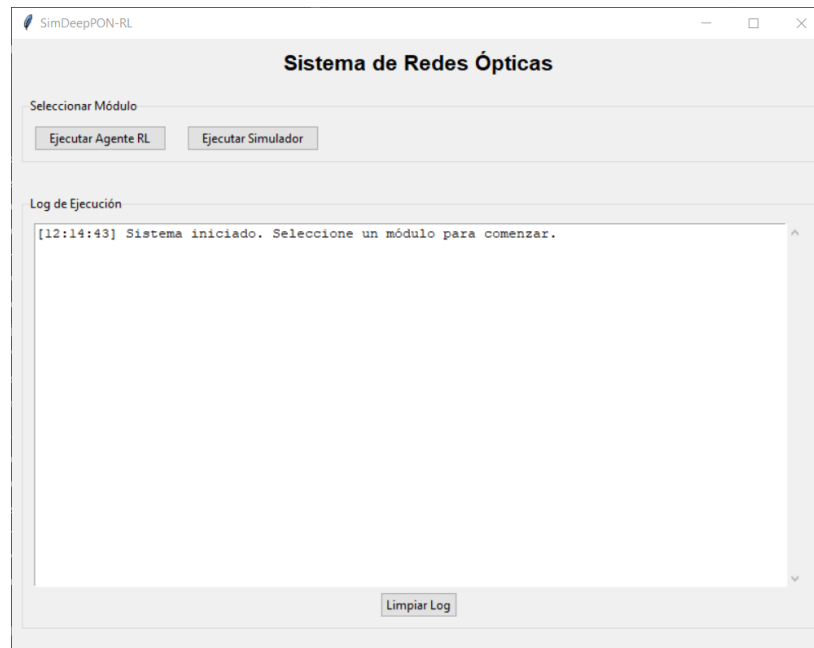 SimDeepPON-RL
Sistema de Redes Ópticas
Seleccionar Módulo
Ejecutar Agente RL Ejecutar Simulador
Log de Ejecución
[12:14:43] Sistema iniciado. Seleccione un módulo para comenzar.
Limpiar Log